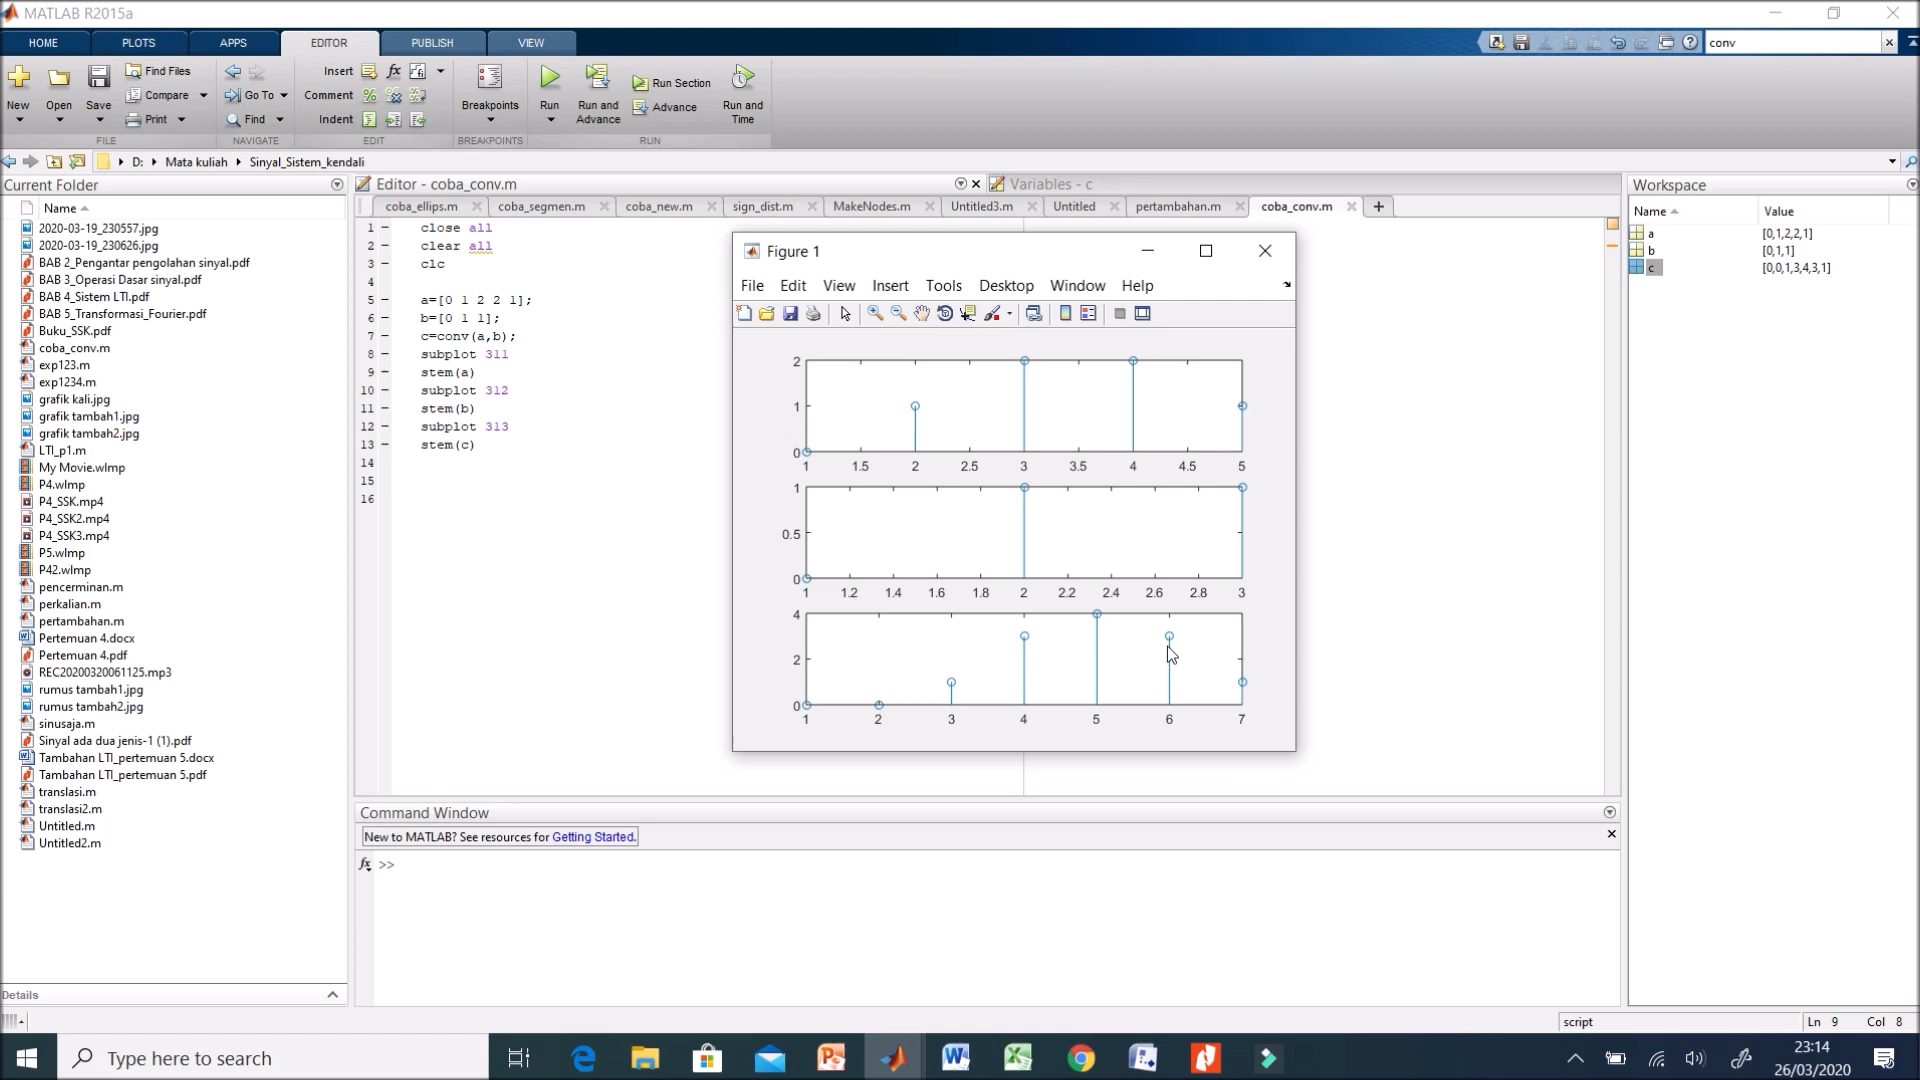 MATLAB R2015a
HOME PLOTS APPS EDITOR PUBLISH VIEW
conv
New Open Save Find Files Compare Print
Go To Find
Insert fx
Comment
Indent
Breakpoints
Run Run and Advance Run Section Advance Run and Time
FILE NAVIGATE EDIT BREAKPOINTS RUN
D: Mata kuliah Sinyal_Sistem_kendali
Current Folder
Name
2020-03-19_230557.jpg
2020-03-19_230626.jpg
BAB 2_Pengantar pengolahan sinyal.pdf
BAB 3_Operasi Dasar sinyal.pdf
BAB 4_Sistem LTI.pdf
BAB 5_Transformasi_Fourier.pdf
Buku_SSK.pdf
coba_conv.m
exp123.m
exp1234.m
grafik kali.jpg
grafik tambah1.jpg
grafik tambah2.jpg
LTI_p1.m
My Movie.wlmp
P4.wlmp
P4_SSK.mp4
P4_SSK2.mp4
P4_SSK3.mp4
P5.wlmp
P42.wlmp
pencerminan.m
perkalian.m
pertambahan.m
Pertemuan 4.docx
Pertemuan 4.pdf
REC20200320061125.mp3
rumus tambah1.jpg
rumus tambah2.jpg
sinusaja.m
Sinyal ada dua jenis-1 (1).pdf
Tambahan LTI_pertemuan 5.docx
Tambahan LTI_pertemuan 5.pdf
translasi.m
translasi2.m
Untitled.m
Untitled2.m
Details
Editor - coba_conv.m
Variables - c
coba_ellips.m coba_segmen.m coba_new.m sign_dist.m MakeNodes.m Untitled3.m Untitled pertambahan.m coba_conv.m
1 – close all
2 – clear all
3 – clc
4
5 – a=[0 1 2 2 1];
6 – b=[0 1 1];
7 – c=conv(a,b);
8 – subplot 311
9 – stem(a)
10 – subplot 312
11 – stem(b)
12 – subplot 313
13 – stem(c)
14
15
16
Figure 1
File Edit View Insert Tools Desktop Window Help
2
1
0
1 1.5 2 2.5 3 3.5 4 4.5 5
1
0.5
0
1 1.2 1.4 1.6 1.8 2 2.2 2.4 2.6 2.8 3
4
2
0
1 2 3 4 5 6 7
Command Window
New to MATLAB? See resources for Getting Started.
fx >>
Workspace
Name Value
a [0,1,2,2,1]
b [0,1,1]
c [0,0,1,3,4,3,1]
script Ln 9 Col 8
Type here to search
23:14
26/03/2020